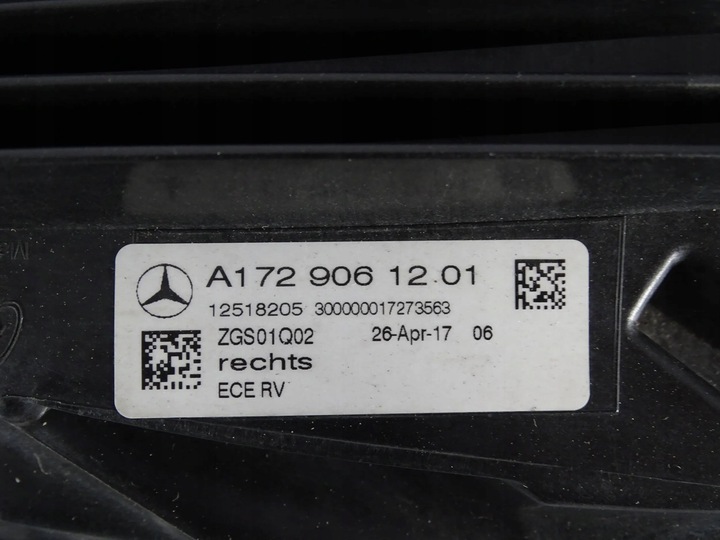 A172 906 12 01
12518205 300000017273563
ZGS01Q02 26-Apr-17 06
rechts
ECE RV